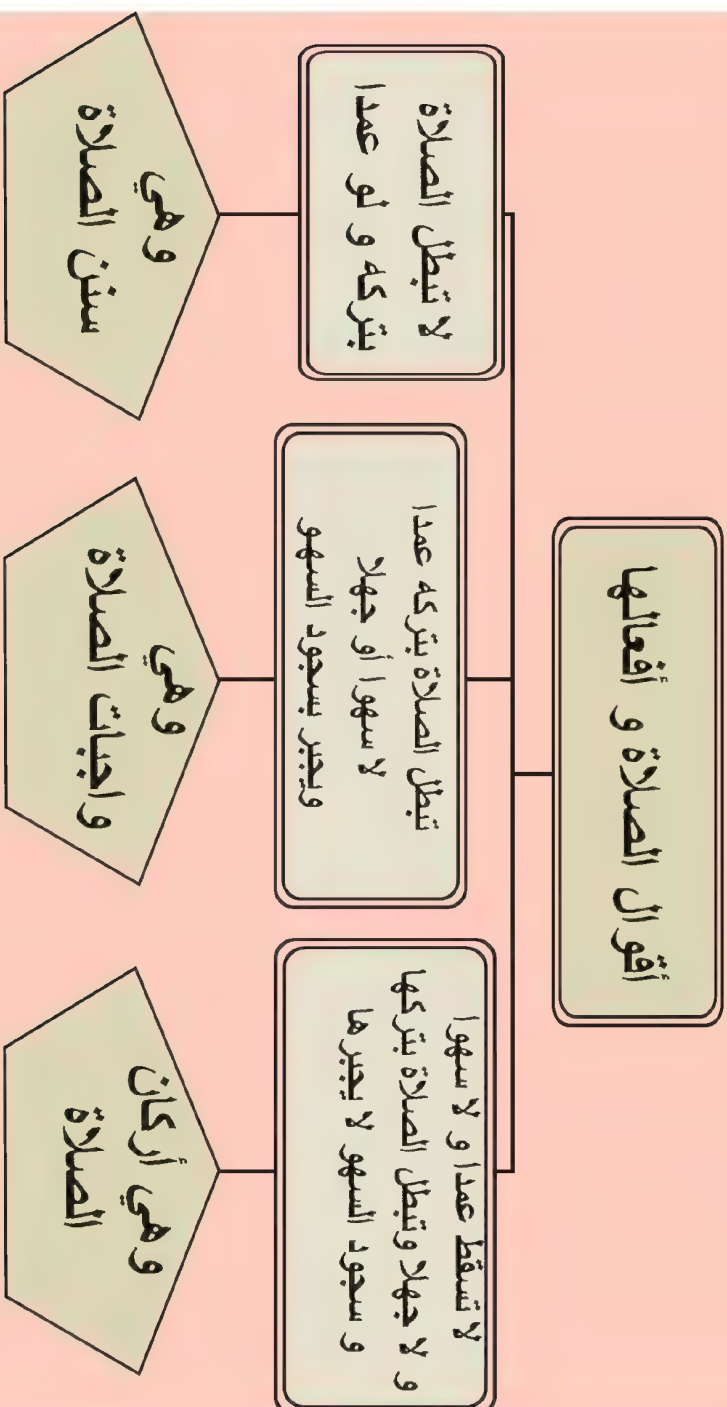 أقوال الصلاة و أفعالها
لا تسقط عمدا و لا سهوا
و لا جهلا وتبطل الصلاة بتركها
و سجود السهو لا يجبرها
وهي أركان
الصلاة
تبطل الصلاة بتركه عمدا
لا سهوا أو جهلا
ويجبر بسجود السهو
وهي
واجبات الصلاة
لا تبطل الصلاة
بتركه و لو عمدا
وهي
سنن الصلاة